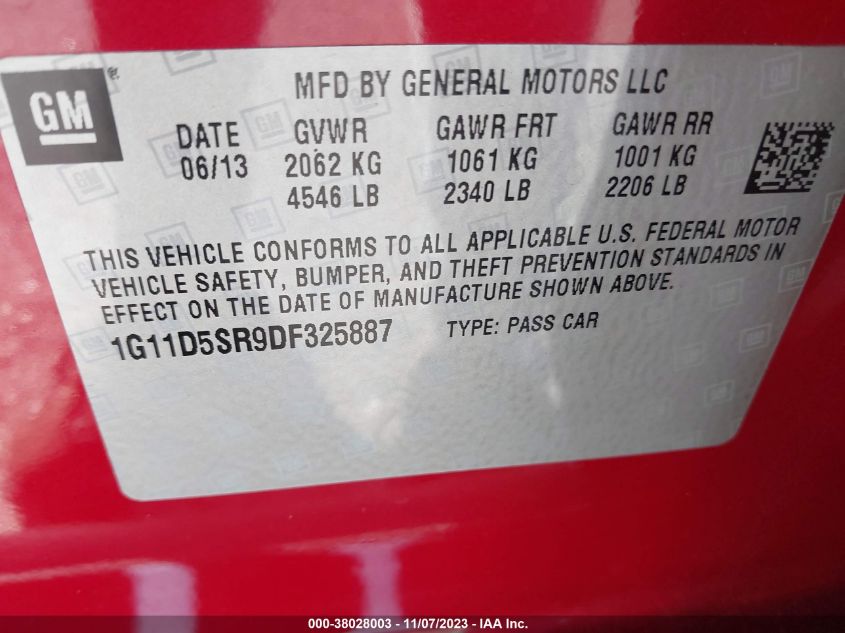 GM
MFD BY GENERAL MOTORS LLC
DATE GVWR GAWR FRT GAWR RR
06/13 2062 KG 1061 KG 1001 KG
4546 LB 2340 LB 2206 LB
THIS VEHICLE CONFORMS TO ALL APPLICABLE U.S. FEDERAL MOTOR
VEHICLE SAFETY, BUMPER, AND THEFT PREVENTION STANDARDS IN
EFFECT ON THE DATE OF MANUFACTURE SHOWN ABOVE.
1G11D5SR9DF325887 TYPE: PASS CAR
000-38028003 — 11/07/2023 — IAA Inc.